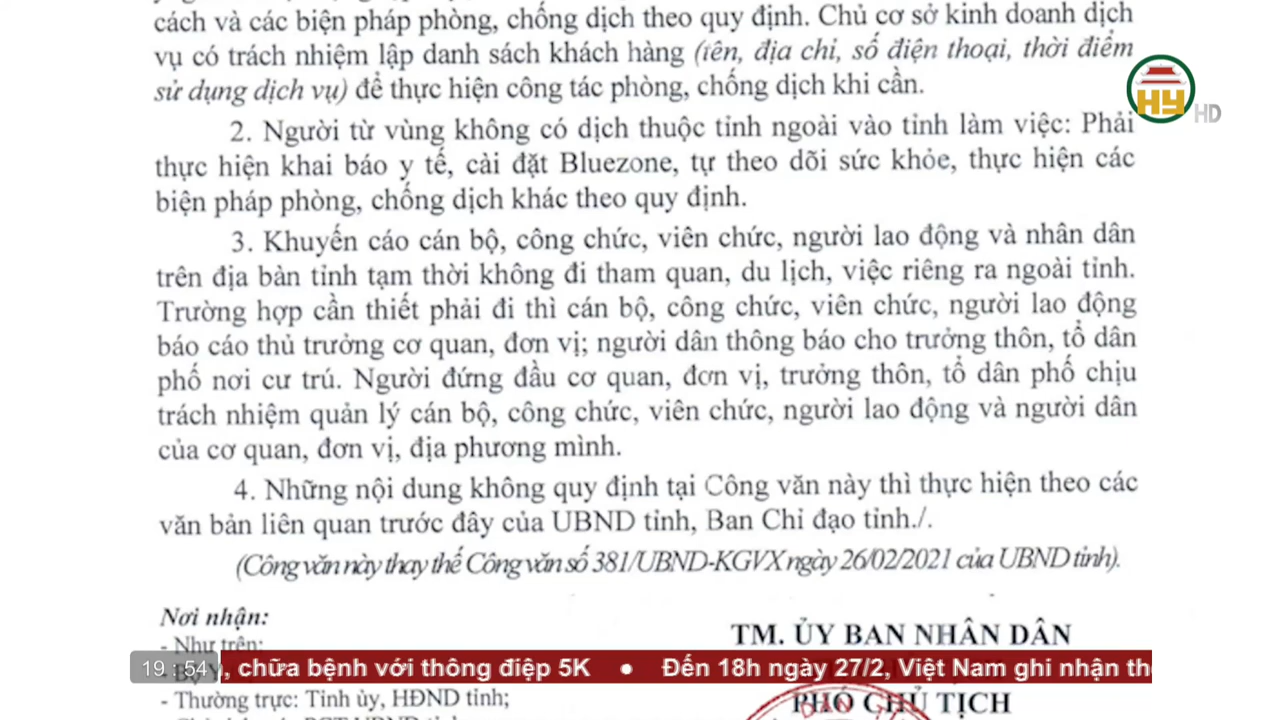 cách và các biện pháp phòng, chống dịch theo quy định. Chủ cơ sở kinh doanh dịch
vụ có trách nhiệm lập danh sách khách hàng (tên, địa chỉ, số điện thoại, thời điểm
sử dụng dịch vụ) để thực hiện công tác phòng, chống dịch khi cần.
HY HD
2. Người từ vùng không có dịch thuộc tỉnh ngoài vào tỉnh làm việc: Phải
thực hiện khai báo y tế, cài đặt Bluezone, tự theo dõi sức khỏe, thực hiện các
biện pháp phòng, chống dịch khác theo quy định.
3. Khuyến cáo cán bộ, công chức, viên chức, người lao động và nhân dân
trên địa bàn tỉnh tạm thời không đi tham quan, du lịch, việc riêng ra ngoài tỉnh.
Trường hợp cần thiết phải đi thì cán bộ, công chức, viên chức, người lao động
báo cáo thủ trưởng cơ quan, đơn vị; người dân thông báo cho trưởng thôn, tổ dân
phố nơi cư trú. Người đứng đầu cơ quan, đơn vị, trưởng thôn, tổ dân phố chịu
trách nhiệm quản lý cán bộ, công chức, viên chức, người lao động và người dân
của cơ quan, đơn vị, địa phương mình.
4. Những nội dung không quy định tại Công văn này thì thực hiện theo các
văn bản liên quan trước đây của UBND tỉnh, Ban Chỉ đạo tỉnh./.
(Công văn này thay thế Công văn số 381/UBND-KGVX ngày 26/02/2021 của UBND tỉnh).
Nơi nhận:
- Như trên;
TM. ỦY BAN NHÂN DÂN
19:54 , chữa bệnh với thông điệp 5K ● Đến 18h ngày 27/2, Việt Nam ghi nhận
- Thường trực: Tỉnh ủy, HĐND tỉnh;
PHÓ CHỦ TỊCH